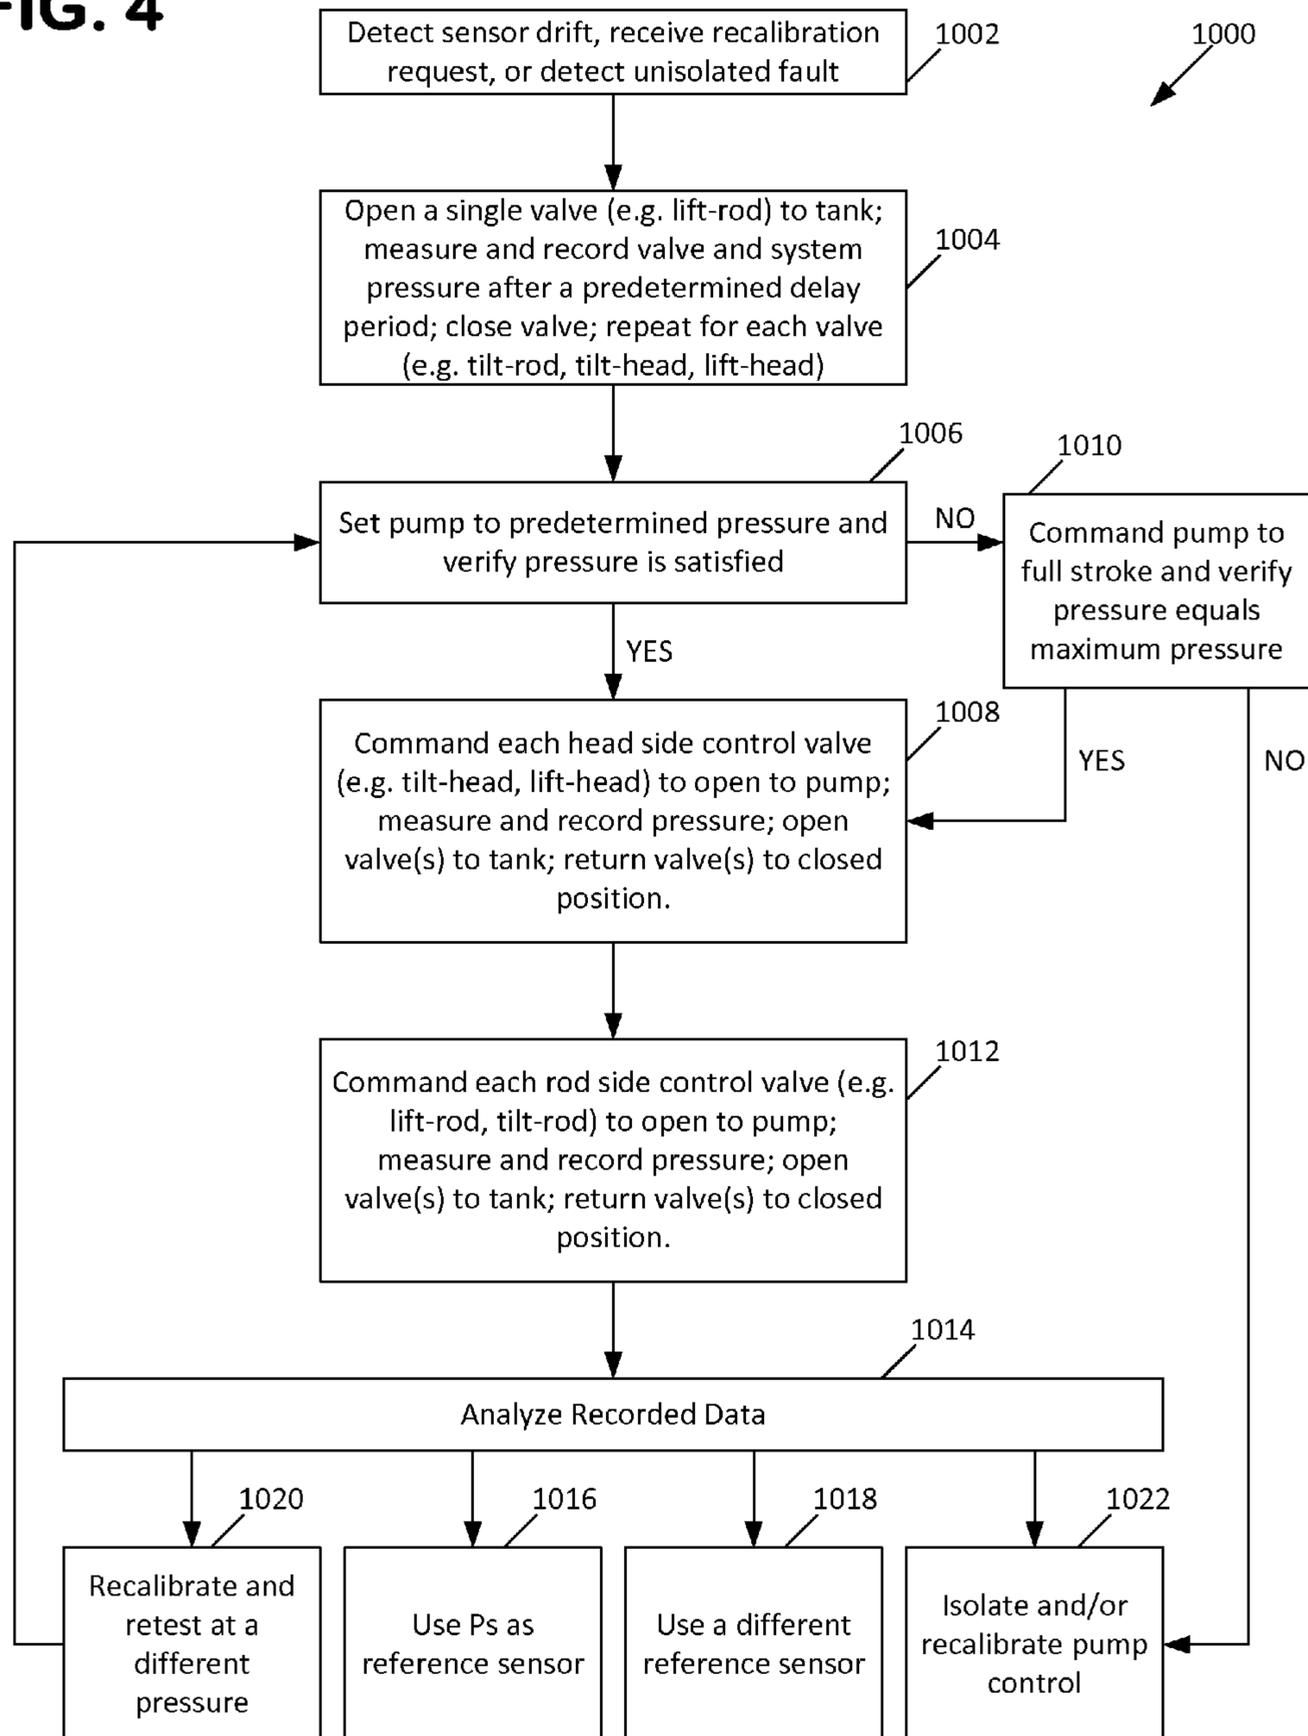 FIG. 4
Detect sensor drift, receive recalibration
request, or detect unisolated fault
1002
1000
Open a single valve (e.g. lift-rod) to tank;
measure and record valve and system
pressure after a predetermined delay
period; close valve; repeat for each valve
(e.g. tilt-rod, tilt-head, lift-head)
1004
1006
Set pump to predetermined pressure and
verify pressure is satisfied
NO
1010
Command pump to
full stroke and verify
pressure equals
maximum pressure
YES
1008
Command each head side control valve
(e.g. tilt-head, lift-head) to open to pump;
measure and record pressure; open
valve(s) to tank; return valve(s) to closed
position.
YES
NO
1012
Command each rod side control valve (e.g.
lift-rod, tilt-rod) to open to pump;
measure and record pressure; open
valve(s) to tank; return valve(s) to closed
position.
1014
Analyze Recorded Data
1020
Recalibrate and
retest at a
different
pressure
1016
Use Ps as
reference sensor
1018
Use a different
reference sensor
1022
Isolate and/or
recalibrate pump
control